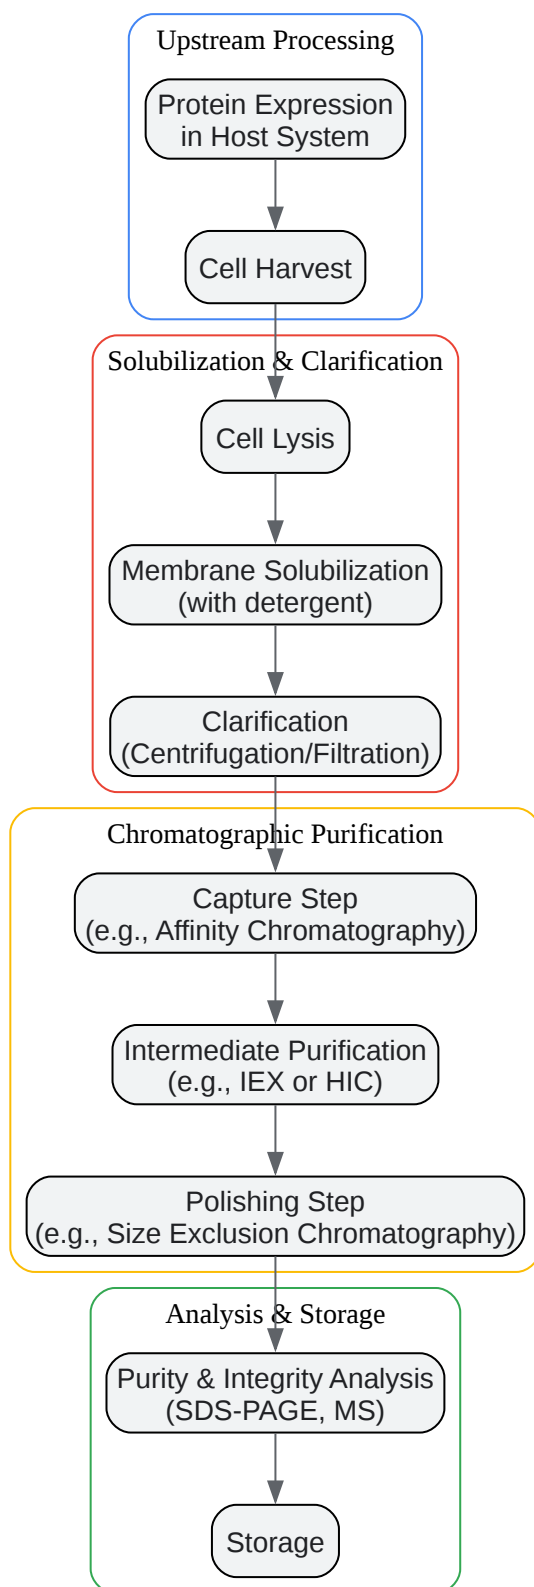 Upstream Processing
Protein Expression
in Host System
Cell Harvest
Solubilization & Clarification
Cell Lysis
Membrane Solubilization
(with detergent)
Clarification
(Centrifugation/Filtration)
Chromatographic Purification
Capture Step
(e.g., Affinity Chromatography)
Intermediate Purification
(e.g., IEX or HIC)
Polishing Step
(e.g., Size Exclusion Chromatography)
Analysis & Storage
Purity & Integrity Analysis
(SDS-PAGE, MS)
Storage